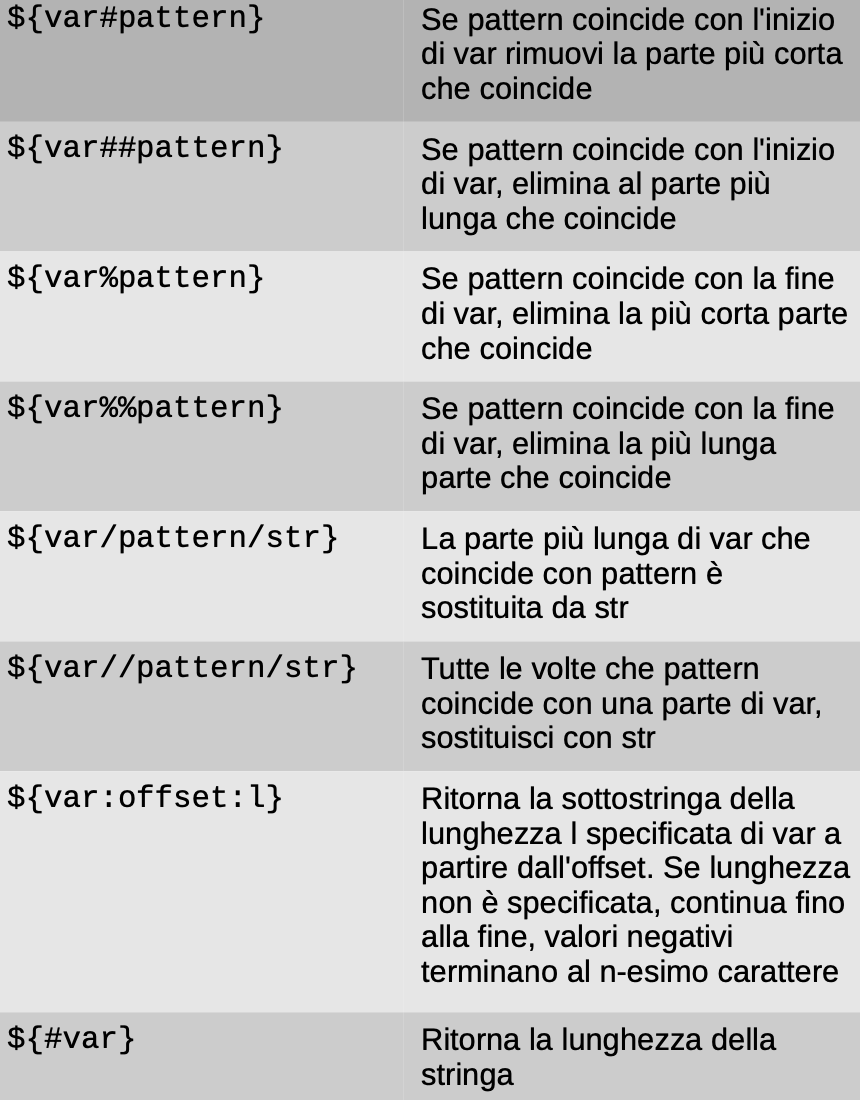 ${var#pattern}
Se pattern coincide con l'inizio
di var rimuovi la parte più corta
che coincide
${var##pattern}
Se pattern coincide con l'inizio
di var, elimina al parte più
lunga che coincide
${var%pattern}
Se pattern coincide con la fine
di var, elimina la più corta parte
che coincide
${var%%pattern}
Se pattern coincide con la fine
di var, elimina la più lunga
parte che coincide
${var/pattern/str}
La parte più lunga di var che
coincide con pattern è
sostituita da str
${var//pattern/str}
Tutte le volte che pattern
coincide con una parte di var,
sostituisci con str
${var:offset:l}
Ritorna la sottostringa della
lunghezza l specificata di var a
partire dall'offset. Se lunghezza
non è specificata, continua fino
alla fine, valori negativi
terminano al n-esimo carattere
${#var}
Ritorna la lunghezza della
stringa